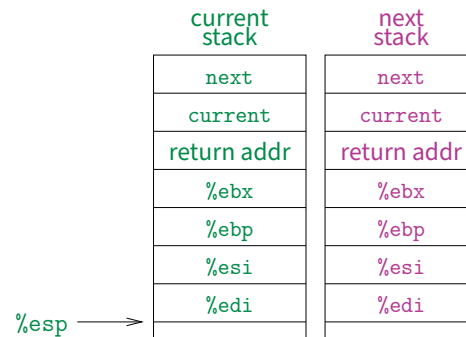 current
stack
next
stack
next
next
current
current
return addr
return addr
%ebx
%ebx
%ebp
%ebp
%esi
%esi
%edi
%edi
%esp